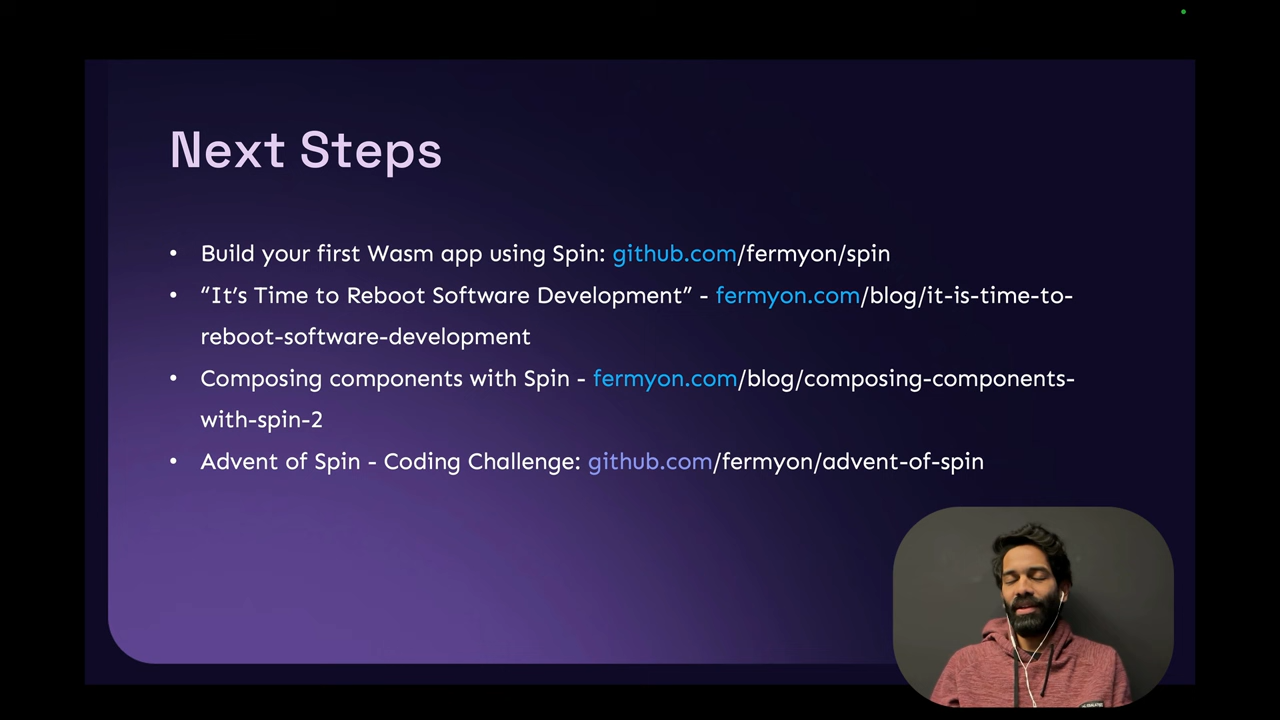 Next Steps
• Build your first Wasm app using Spin: github.com/fermyon/spin
• “It’s Time to Reboot Software Development” - fermyon.com/blog/it-is-time-to-
reboot-software-development
• Composing components with Spin - fermyon.com/blog/composing-components-
with-spin-2
• Advent of Spin - Coding Challenge: github.com/fermyon/advent-of-spin